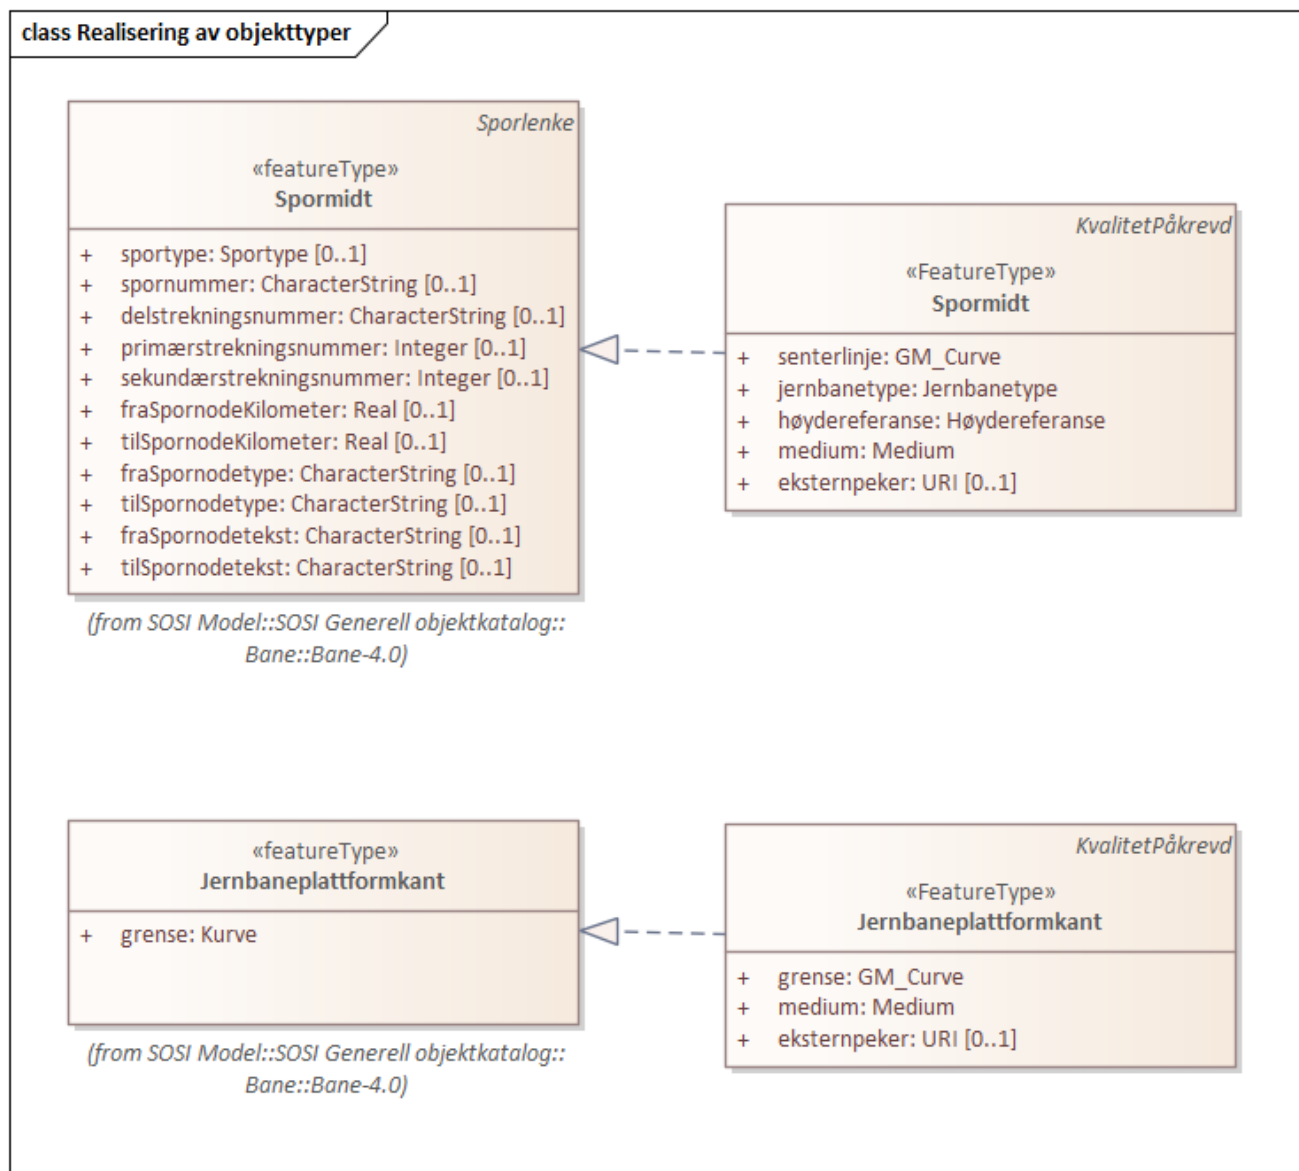 class Realisering av objekttyper
Sporlenke
«featureType»
Spormidt
+ sportype: Sportype [0..1]
+ spornummer: CharacterString [0..1]
+ delstrekningsnummer: CharacterString [0..1]
+ primærstrekningsnummer: Integer [0..1]
+ sekundærstrekningsnummer: Integer [0..1]
+ fraSpornodeKilometer: Real [0..1]
+ tilSpornodeKilometer: Real [0..1]
+ fraSpornodetype: CharacterString [0..1]
+ tilSpornodetype: CharacterString [0..1]
+ fraSpornodetekst: CharacterString [0..1]
+ tilSpornodetekst: CharacterString [0..1]
(from SOSI Model::SOSI Generell objektkatalog::
Bane::Bane-4.0)
KvalitetPåkrevd
«FeatureType»
Spormidt
+ senterlinje: GM_Curve
+ jernbanetype: Jernbanetype
+ høydereferanse: Høydereferanse
+ medium: Medium
+ eksternpeker: URI [0..1]
«featureType»
Jernbaneplattformkant
+ grense: Kurve
(from SOSI Model::SOSI Generell objektkatalog::
Bane::Bane-4.0)
KvalitetPåkrevd
«FeatureType»
Jernbaneplattformkant
+ grense: GM_Curve
+ medium: Medium
+ eksternpeker: URI [0..1]